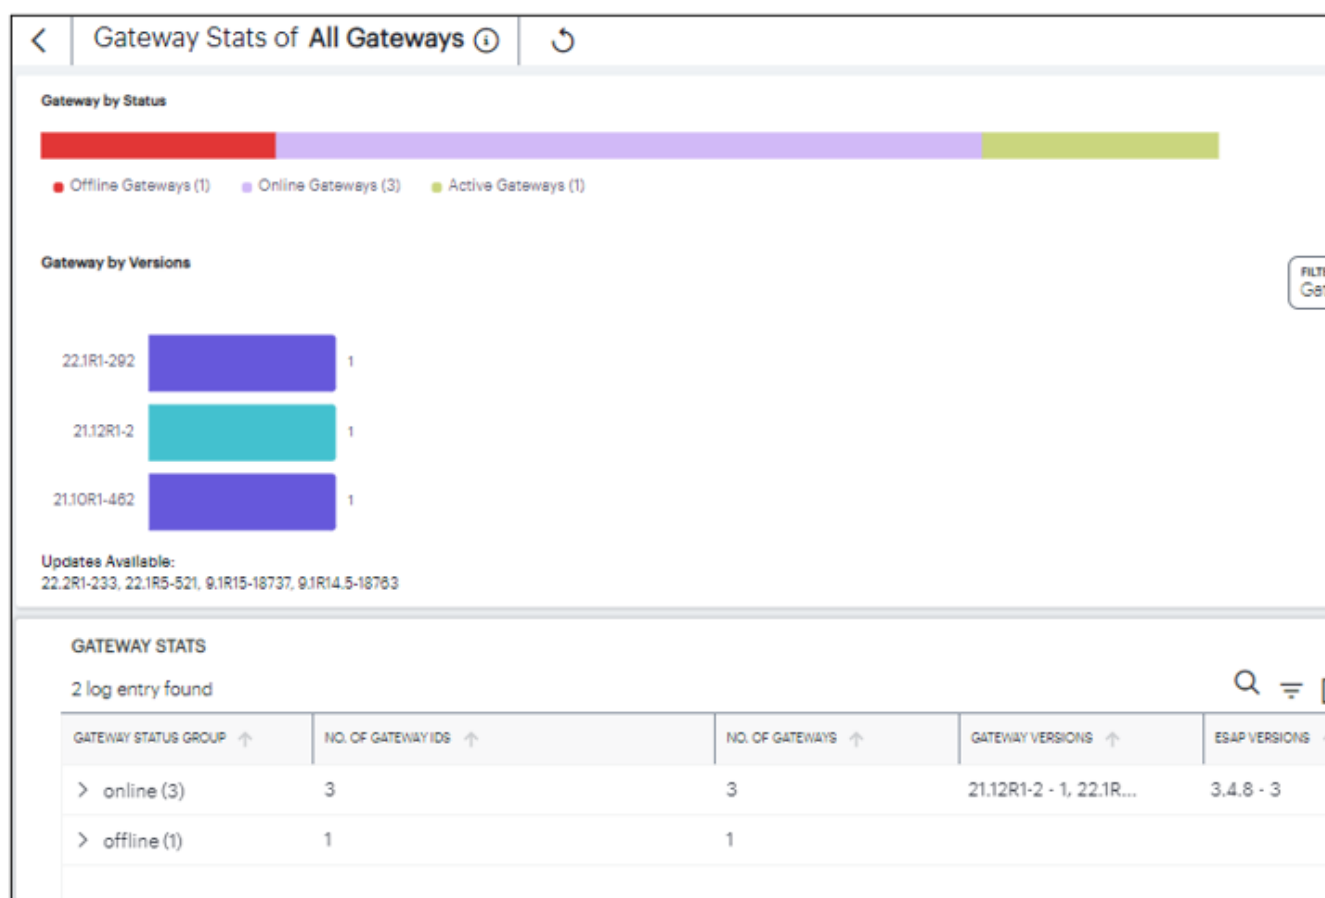 Gateway Stats of All Gateways
Gateway by Status
Offline Gateways (1) Online Gateways (3) Active Gateways (1)
Gateway by Versions
22.1R1-292 1
21.12R1-2 1
21.10R1-462 1
Updates Available:
22.2R1-233, 22.1R5-521, 9.1R15-18737, 9.1R14.5-18763
GATEWAY STATS
2 log entry found
GATEWAY STATUS GROUP NO. OF GATEWAY IDS NO. OF GATEWAYS GATEWAY VERSIONS ESAP VERSIONS
online (3) 3 3 21.12R1-2 - 1, 22.1R... 3.4.8 - 3
offline (1) 1 1